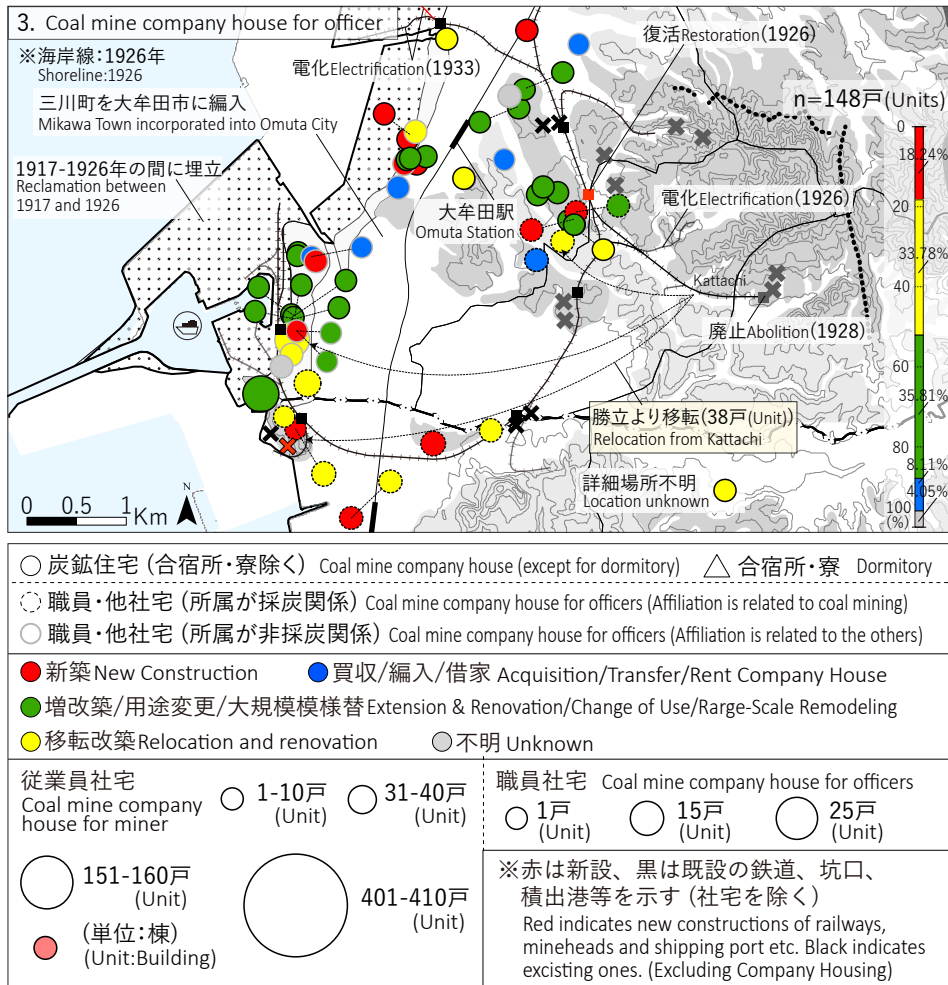 3. Coal mine company house for officer
※海岸線：1926年
Shoreline:1926
三川町を大牟田市に編入
Mikawa Town incorporated into Omuta City
1917-1926年の間に埋立
Reclamation between
1917 and 1926
電化Electrification(1933)
復活Restoration(1926)
n=148戸(Units)
大牟田駅
Omuta Station
電化Electrification(1926)
Kattachi
廃止Abolition(1928)
勝立より移転(38戸(Unit))
Relocation from Kattachi
詳細場所不明
Location unknown
0
18.24%
20
33.78%
40
60
35.81%
80
8.11%
4.05%
100
(%)
N
0 0.5 1Km
炭鉱住宅 (合宿所・寮除く) Coal mine company house (except for dormitory) 合宿所・寮 Dormitory
職員・他社宅 (所属が採炭関係) Coal mine company house for officers (Affiliation is related to coal mining)
職員・他社宅 (所属が非採炭関係) Coal mine company house for officers (Affiliation is related to the others)
新築 New Construction 買収/編入/借家 Acquisition/Transfer/Rent Company House
増改築/用途変更/大規模模様替 Extension & Renovation/Change of Use/Rarge-Scale Remodeling
移転改築 Relocation and renovation 不明 Unknown
従業員社宅
Coal mine company
house for miner
1-10戸
(Unit)
31-40戸
(Unit)
151-160戸
(Unit)
401-410戸
(Unit)
(単位：棟)
(Unit:Building)
職員社宅 Coal mine company house for officers
1戸
(Unit)
15戸
(Unit)
25戸
(Unit)
※赤は新設、黒は既設の鉄道、坑口、
積出港等を示す (社宅を除く)
Red indicates new constructions of railways,
mineheads and shipping port etc. Black indicates
excisting ones. (Excluding Company Housing)